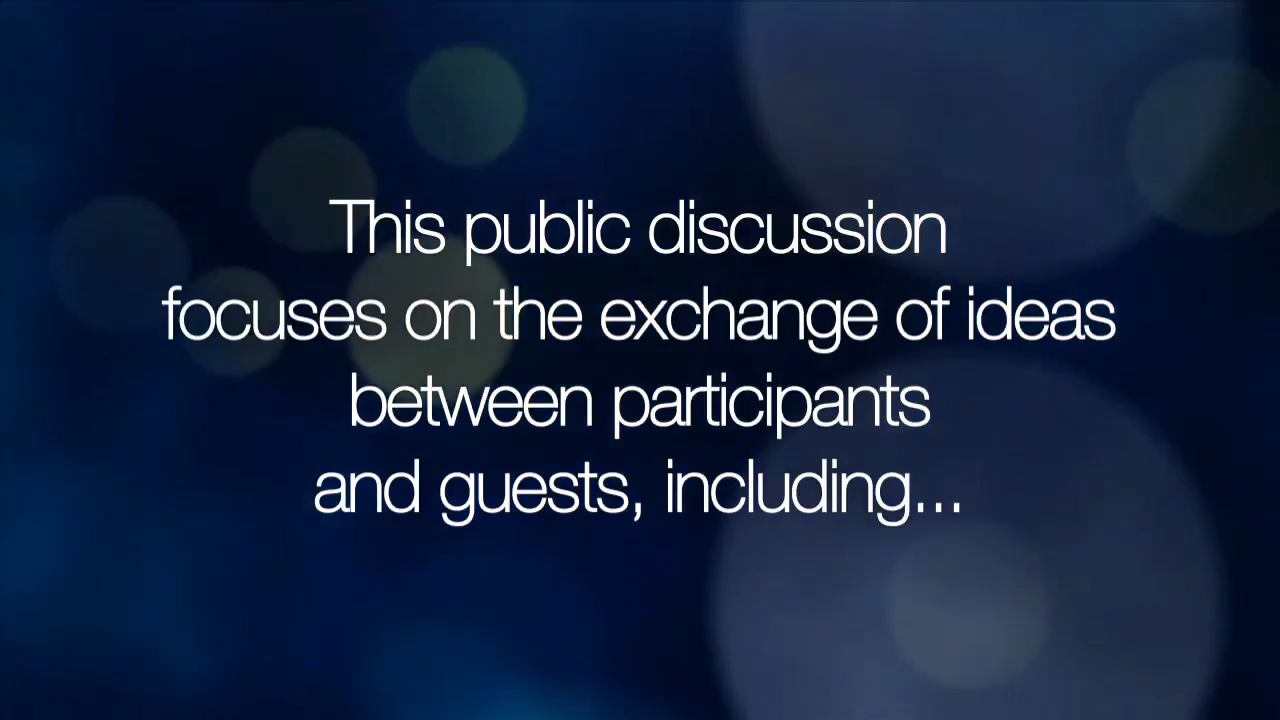 This public discussion
focuses on the exchange of ideas
between participants
and guests, including...